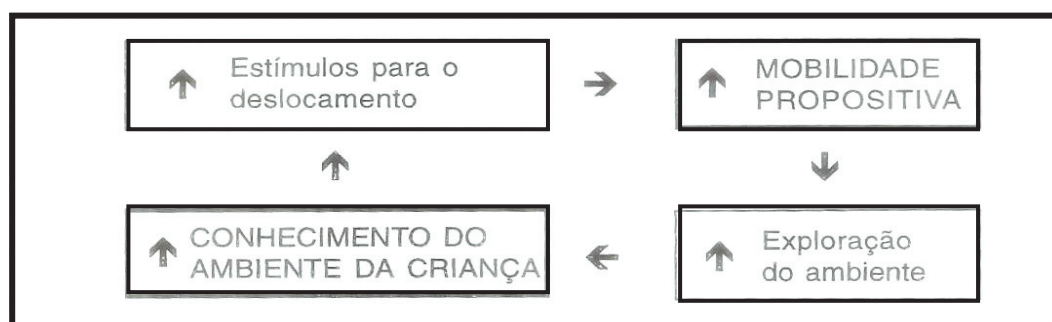 Estímulos para o
deslocamento
MOBILIDADE
PROPOSITIVA
CONHECIMENTO DO
AMBIENTE DA CRIANÇA
Exploração
do ambiente